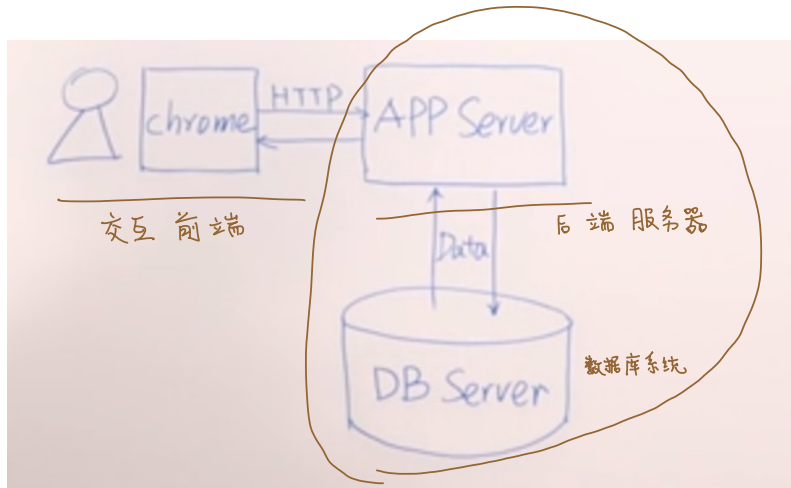 HTTP
chrome
APP Server
交互 前端
后端 服务器
Data
数据库系统
DB Server